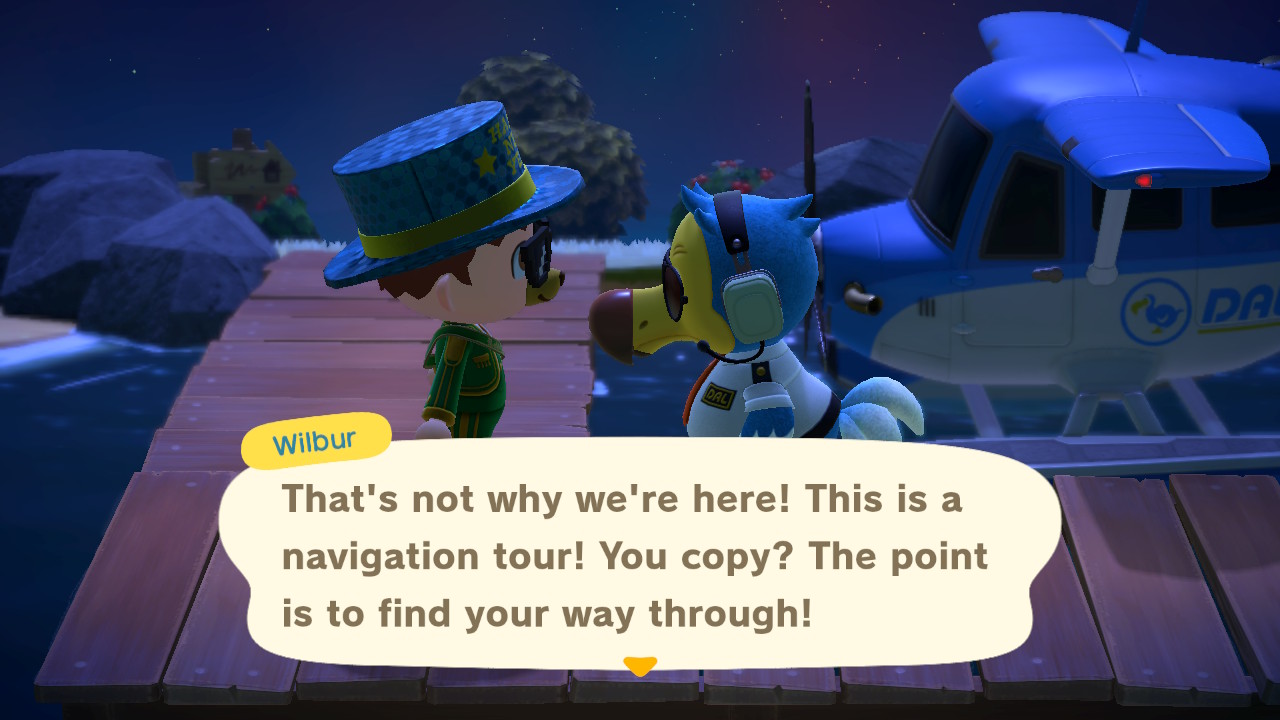 DAL
Wilbur
That's not why we're here! This is a
navigation tour! You copy? The point
is to find your way through!